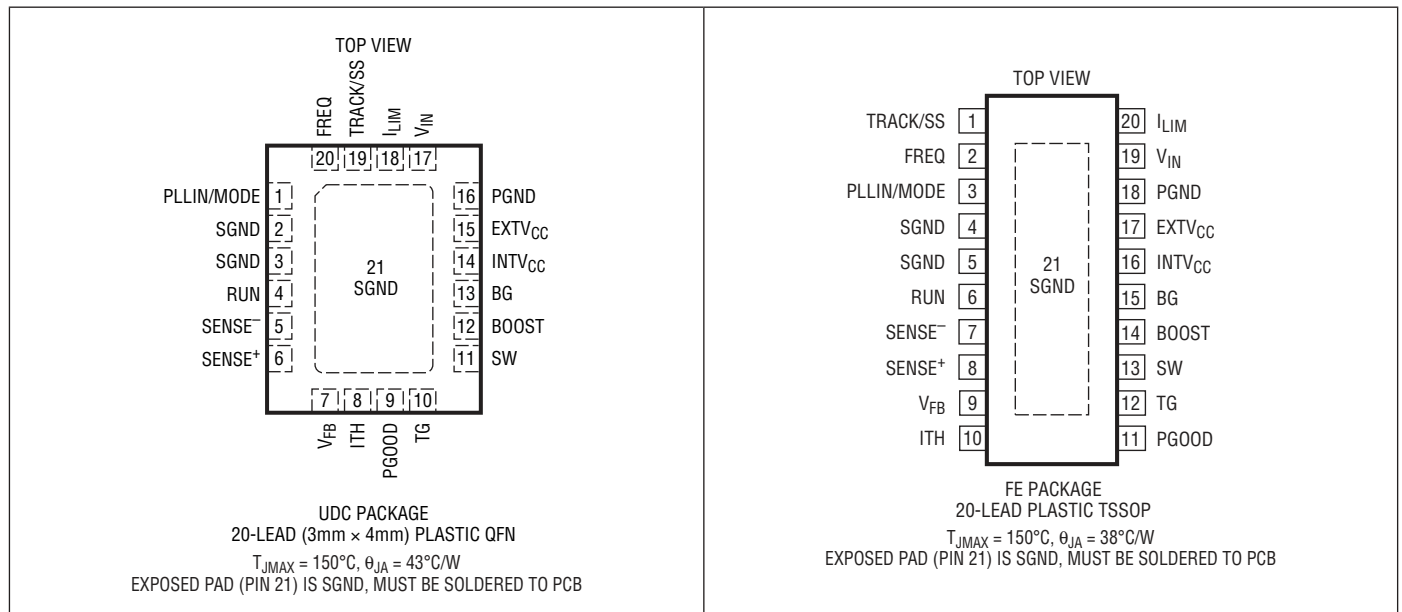 TOP VIEW
FREQ
TRACK/SS
ILIM
VIN
20 19 18 17
PLLIN/MODE 1
SGND 2
SGND 3
RUN 4
SENSE– 5
SENSE+ 6
21
SGND
16 PGND
15 EXTVCC
14 INTVCC
13 BG
12 BOOST
11 SW
7 8 9 10
VFB
ITH
PGOOD
TG
UDC PACKAGE
20-LEAD (3mm × 4mm) PLASTIC QFN
TJMAX = 150°C, θJA = 43°C/W
EXPOSED PAD (PIN 21) IS SGND, MUST BE SOLDERED TO PCB
TOP VIEW
TRACK/SS 1
FREQ 2
PLLIN/MODE 3
SGND 4
SGND 5
RUN 6
SENSE– 7
SENSE+ 8
VFB 9
ITH 10
21
SGND
20 ILIM
19 VIN
18 PGND
17 EXTVCC
16 INTVCC
15 BG
14 BOOST
13 SW
12 TG
11 PGOOD
FE PACKAGE
20-LEAD PLASTIC TSSOP
TJMAX = 150°C, θJA = 38°C/W
EXPOSED PAD (PIN 21) IS SGND, MUST BE SOLDERED TO PCB